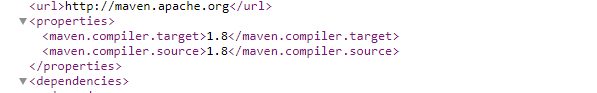 <url>http://maven.apache.org</url>
<properties>
<maven.compiler.target>1.8</maven.compiler.target>
<maven.compiler.source>1.8</maven.compiler.source>
</properties>
<dependencies>